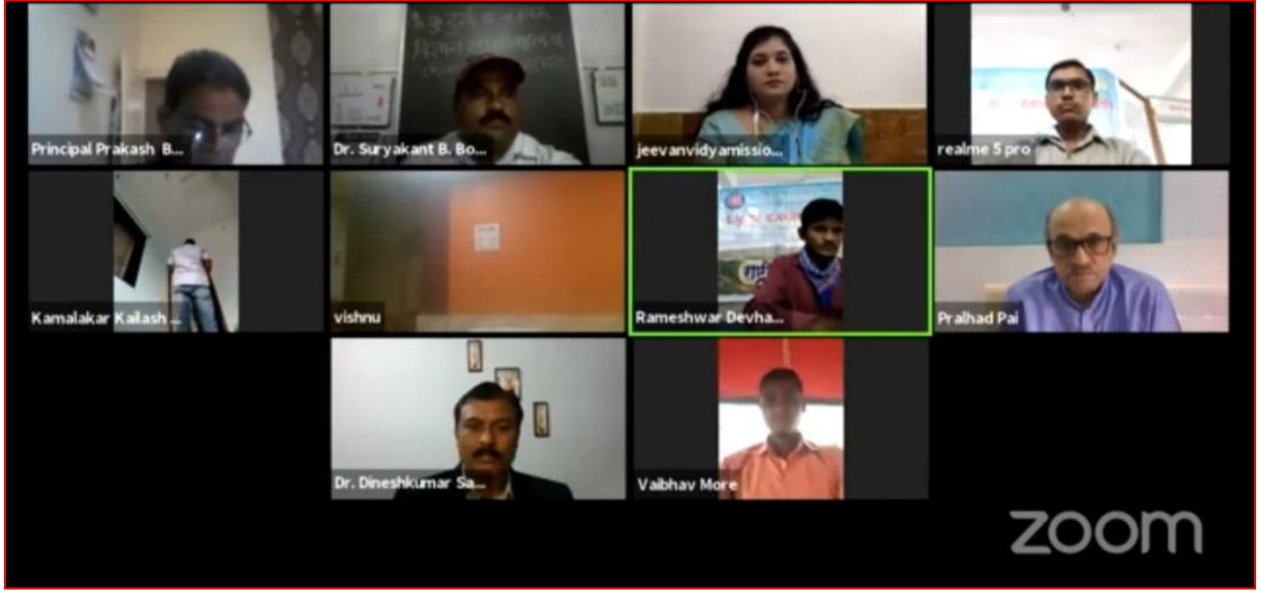 Principal Prakash B...
Dr. Suryakant B. Bo...
jeevanvidyamissio...
realme 5 pro
Kamalakar Kailash ...
vishnu
Rameshwar Devha...
Pralhad Pai
Dr. Dineshkumar Sa...
Vaibhav More
zoom